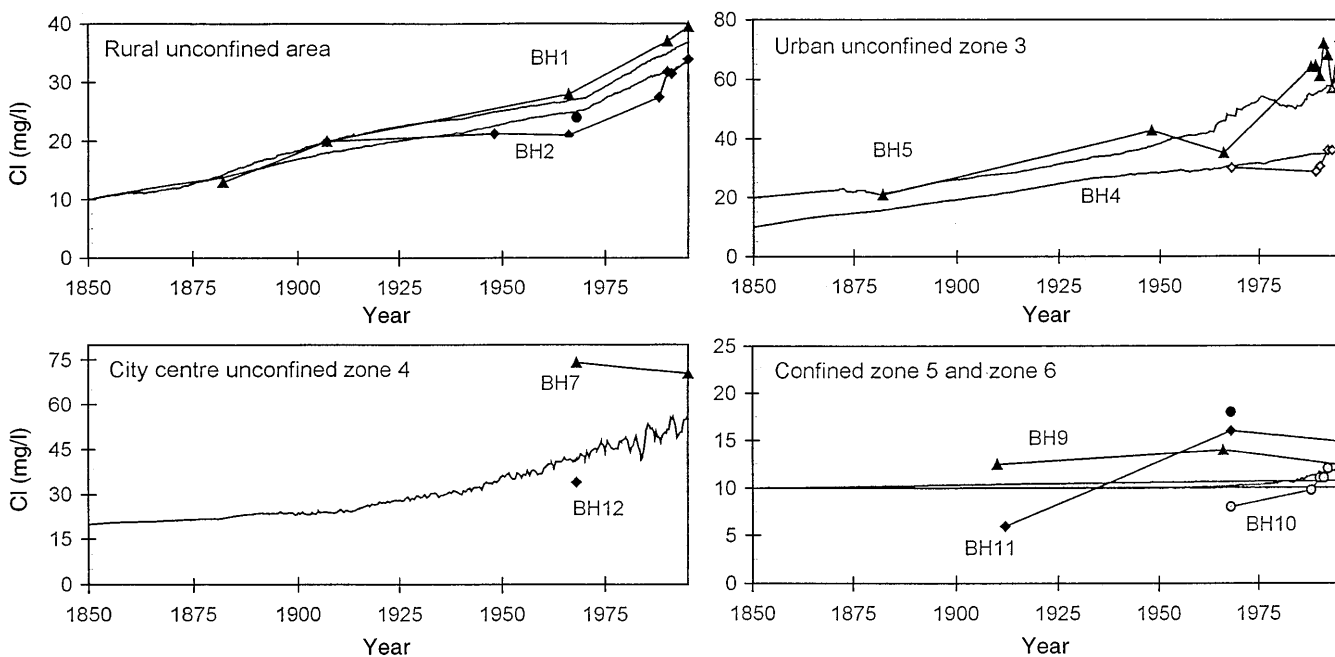 40
Rural unconfined area
BH1
30
Cl (mg/l)
20
BH2
10
0
1850 1875 1900 1925 1950 1975
Year
80
Urban unconfined zone 3
60
BH5
40
BH4
20
0
1850 1875 1900 1925 1950 1975
Year
City centre unconfined zone 4
75
BH7
60
Cl (mg/l)
45
30
BH12
15
0
1850 1875 1900 1925 1950 1975
Year
25
Confined zone 5 and zone 6
20
BH9
15
10
BH10
5
BH11
0
1850 1875 1900 1925 1950 1975
Year